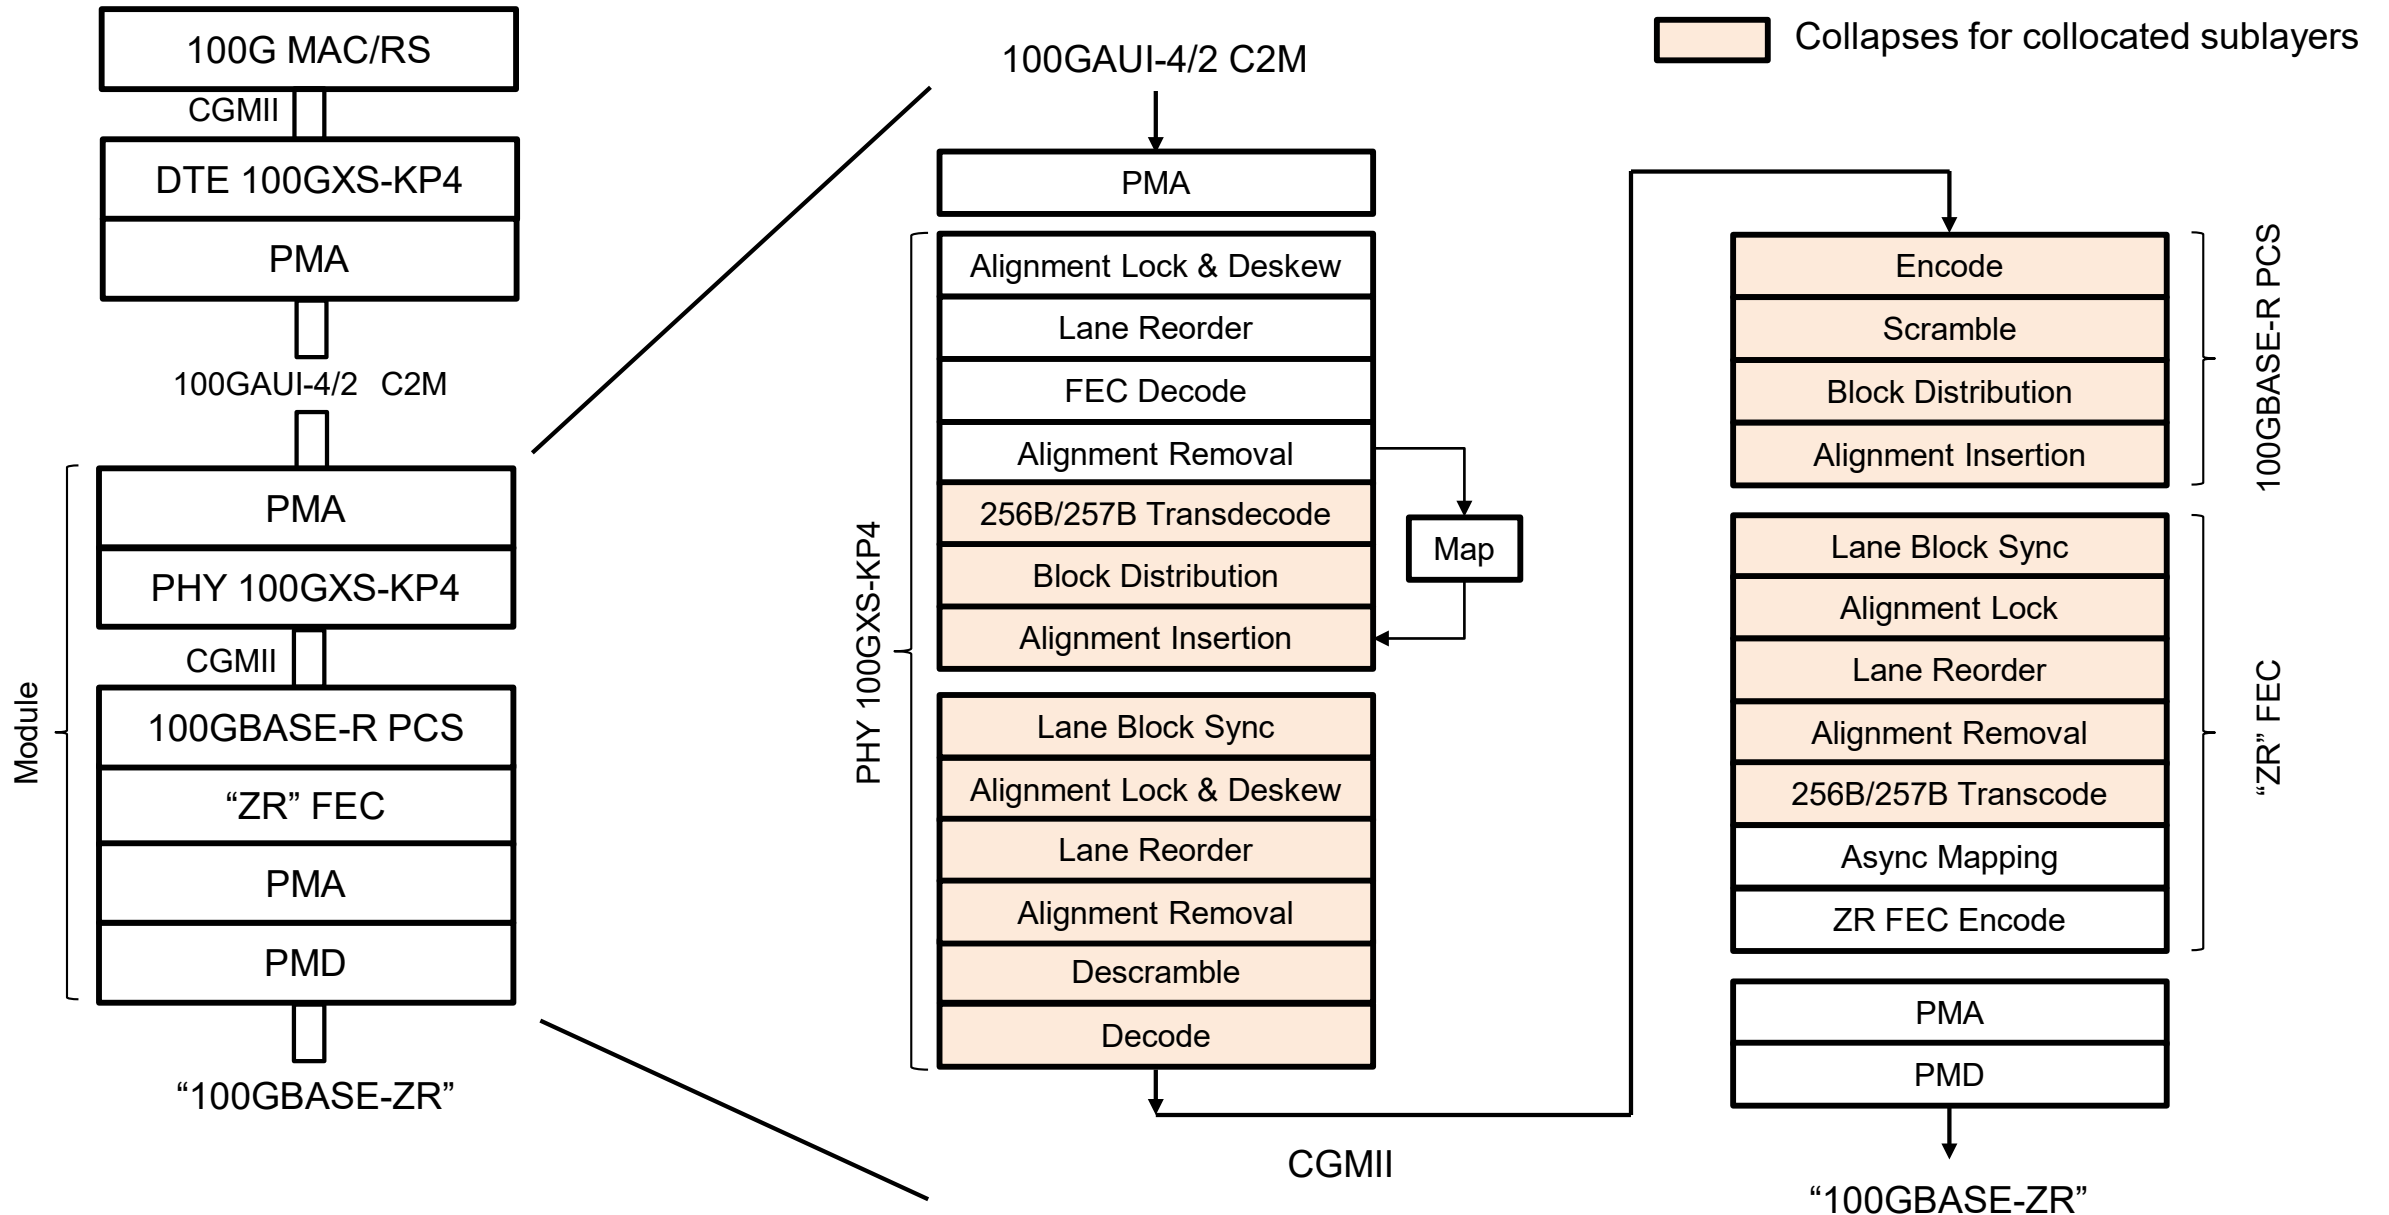 100G MAC/RS
CGMII
DTE 100GXS-KP4
PMA
100GAUI-4/2 C2M
PMA
PHY 100GXS-KP4
CGMII
100GBASE-R PCS
“ZR” FEC
PMA
PMD
“100GBASE-ZR”
Module
100GAUI-4/2 C2M
PMA
Alignment Lock & Deskew
Lane Reorder
FEC Decode
Alignment Removal
256B/257B Transdecode
Block Distribution
Alignment Insertion
Map
Lane Block Sync
Alignment Lock & Deskew
Lane Reorder
Alignment Removal
Descramble
Decode
PHY 100GXS-KP4
CGMII
Collapses for collocated sublayers
Encode
Scramble
Block Distribution
Alignment Insertion
100GBASE-R PCS
Lane Block Sync
Alignment Lock
Lane Reorder
Alignment Removal
256B/257B Transcode
Async Mapping
ZR FEC Encode
“ZR” FEC
PMA
PMD
“100GBASE-ZR”